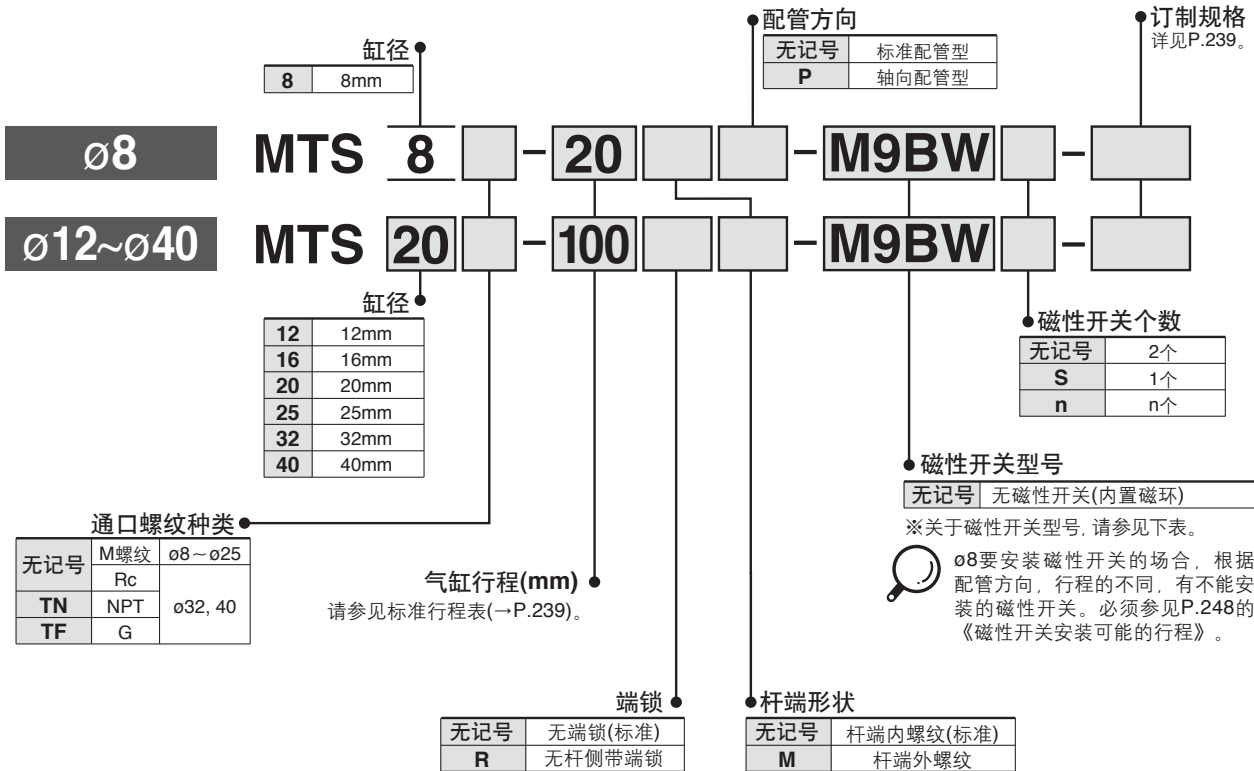 缸径
8 8mm
配管方向
无记号 标准配管型
P 轴向配管型
订制规格
详见P.239。
ø8 MTS 8 - 20 - M9BW -
ø12~ø40 MTS 20 - 100 - M9BW -
缸径
12 12mm
16 16mm
20 20mm
25 25mm
32 32mm
40 40mm
磁性开关个数
无记号 2个
S 1个
n n个
磁性开关型号
无记号 无磁性开关(内置磁环)
※关于磁性开关型号, 请参见下表。
ø8要安装磁性开关的场合，根据
配管方向，行程的不同，有不能安
装的磁性开关。必须参见P.248的
《磁性开关安装可能的行程》。
通口螺纹种类
无记号 M螺纹 ø8～ø25
Rc ø32, 40
TN NPT
TF G
气缸行程(mm)
请参见标准行程表(→P.239)。
端锁
无记号 无端锁(标准)
R 无杆侧带端锁
杆端形状
无记号 杆端内螺纹(标准)
M 杆端外螺纹